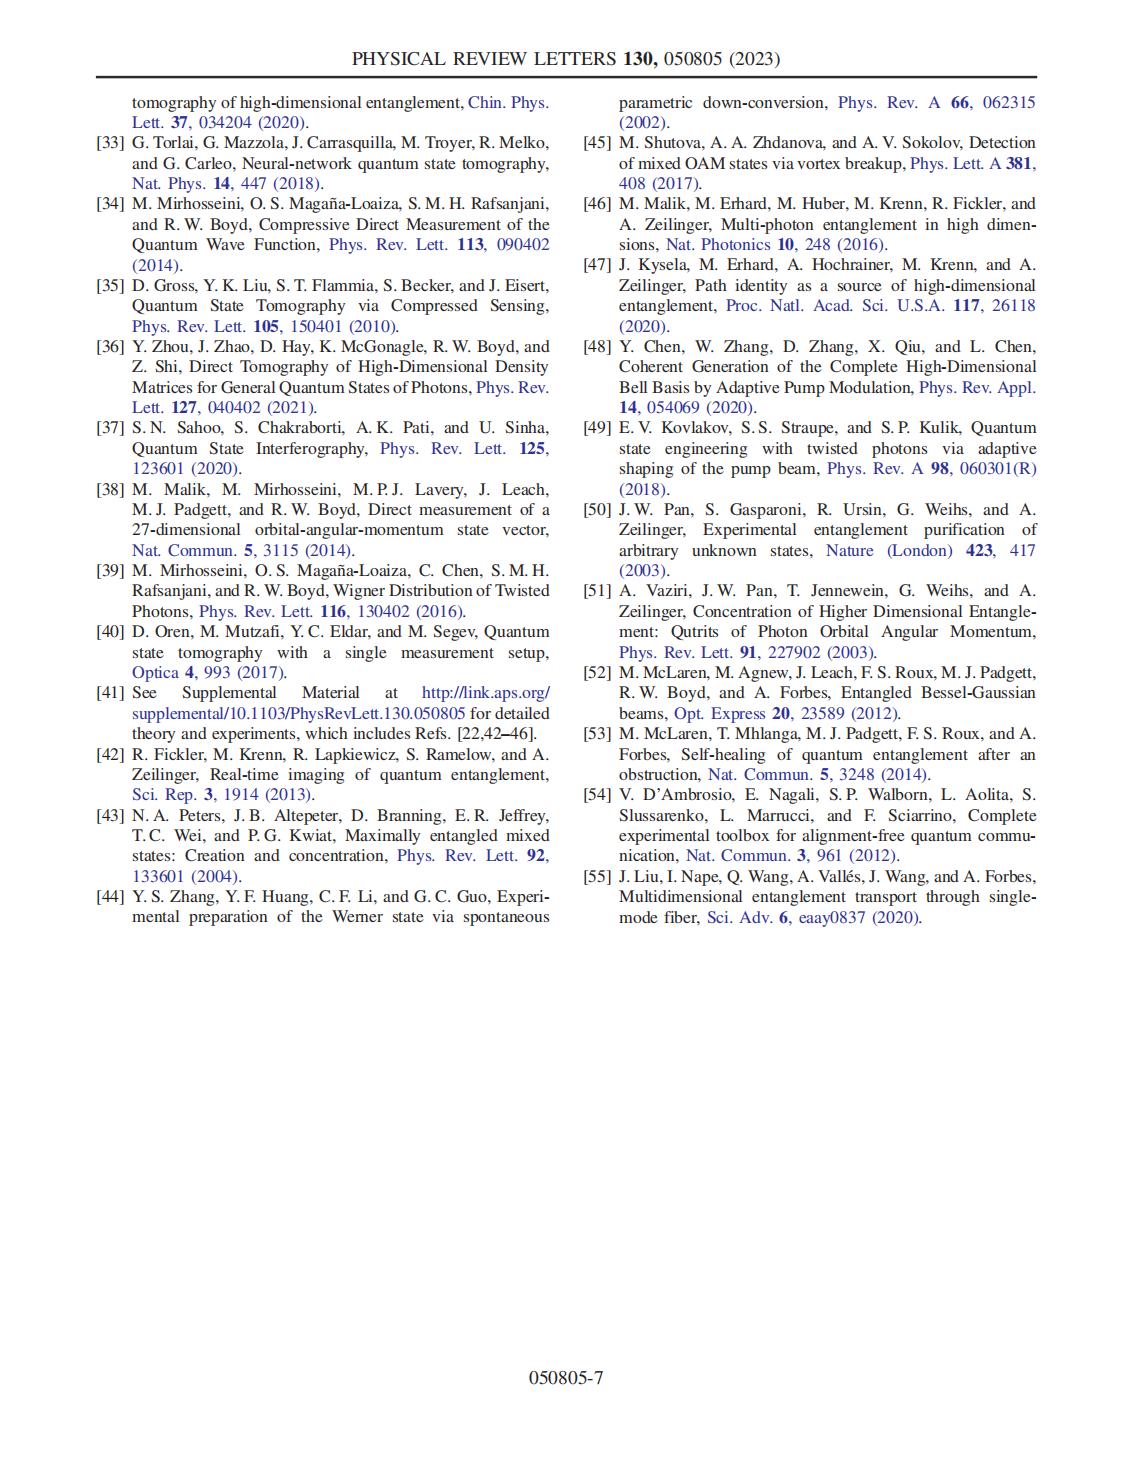 PHYSICAL REVIEW LETTERS 130, 050805 (2023)
tomography of high-dimensional entanglement, Chin. Phys.
Lett. 37, 034204 (2020).
[33] G. Torlai, G. Mazzola, J. Carrasquilla, M. Troyer, R. Melko,
and G. Carleo, Neural-network quantum state tomography,
Nat. Phys. 14, 447 (2018).
[34] M. Mirhosseini, O. S. Magaña-Loaiza, S. M. H. Rafsanjani,
and R. W. Boyd, Compressive Direct Measurement of the
Quantum Wave Function, Phys. Rev. Lett. 113, 090402
(2014).
[35] D. Gross, Y. K. Liu, S. T. Flammia, S. Becker, and J. Eisert,
Quantum State Tomography via Compressed Sensing,
Phys. Rev. Lett. 105, 150401 (2010).
[36] Y. Zhou, J. Zhao, D. Hay, K. McGonagle, R. W. Boyd, and
Z. Shi, Direct Tomography of High-Dimensional Density
Matrices for General Quantum States of Photons, Phys. Rev.
Lett. 127, 040402 (2021).
[37] S. N. Sahoo, S. Chakraborti, A. K. Pati, and U. Sinha,
Quantum State Interferography, Phys. Rev. Lett. 125,
123601 (2020).
[38] M. Malik, M. Mirhosseini, M. P. J. Lavery, J. Leach,
M. J. Padgett, and R. W. Boyd, Direct measurement of a
27-dimensional orbital-angular-momentum state vector,
Nat. Commun. 5, 3115 (2014).
[39] M. Mirhosseini, O. S. Magaña-Loaiza, C. Chen, S. M. H.
Rafsanjani, and R. W. Boyd, Wigner Distribution of Twisted
Photons, Phys. Rev. Lett. 116, 130402 (2016).
[40] D. Oren, M. Mutzafi, Y. C. Eldar, and M. Segev, Quantum
state tomography with a single measurement setup,
Optica 4, 993 (2017).
[41] See Supplemental Material at http://link.aps.org/
supplemental/10.1103/PhysRevLett.130.050805 for detailed
theory and experiments, which includes Refs. [22,42–46].
[42] R. Fickler, M. Krenn, R. Lapkiewicz, S. Ramelow, and A.
Zeilinger, Real-time imaging of quantum entanglement,
Sci. Rep. 3, 1914 (2013).
[43] N. A. Peters, J. B. Altepeter, D. Branning, E. R. Jeffrey,
T. C. Wei, and P. G. Kwiat, Maximally entangled mixed
states: Creation and concentration, Phys. Rev. Lett. 92,
133601 (2004).
[44] Y. S. Zhang, Y. F. Huang, C. F. Li, and G. C. Guo, Experi-
mental preparation of the Werner state via spontaneous
parametric down-conversion, Phys. Rev. A 66, 062315
(2002).
[45] M. Shutova, A. A. Zhdanova, and A. V. Sokolov, Detection
of mixed OAM states via vortex breakup, Phys. Lett. A 381,
408 (2017).
[46] M. Malik, M. Erhard, M. Huber, M. Krenn, R. Fickler, and
A. Zeilinger, Multi-photon entanglement in high dimen-
sions, Nat. Photonics 10, 248 (2016).
[47] J. Kysela, M. Erhard, A. Hochrainer, M. Krenn, and A.
Zeilinger, Path identity as a source of high-dimensional
entanglement, Proc. Natl. Acad. Sci. U.S.A. 117, 26118
(2020).
[48] Y. Chen, W. Zhang, D. Zhang, X. Qiu, and L. Chen,
Coherent Generation of the Complete High-Dimensional
Bell Basis by Adaptive Pump Modulation, Phys. Rev. Appl.
14, 054069 (2020).
[49] E. V. Kovlakov, S. S. Straupe, and S. P. Kulik, Quantum
state engineering with twisted photons via adaptive
shaping of the pump beam, Phys. Rev. A 98, 060301(R)
(2018).
[50] J. W. Pan, S. Gasparoni, R. Ursin, G. Weihs, and A.
Zeilinger, Experimental entanglement purification of
arbitrary unknown states, Nature (London) 423, 417
(2003).
[51] A. Vaziri, J. W. Pan, T. Jennewein, G. Weihs, and A.
Zeilinger, Concentration of Higher Dimensional Entangle-
ment: Qutrits of Photon Orbital Angular Momentum,
Phys. Rev. Lett. 91, 227902 (2003).
[52] M. McLaren, M. Agnew, J. Leach, F. S. Roux, M. J. Padgett,
R. W. Boyd, and A. Forbes, Entangled Bessel-Gaussian
beams, Opt. Express 20, 23589 (2012).
[53] M. McLaren, T. Mhlanga, M. J. Padgett, F. S. Roux, and A.
Forbes, Self-healing of quantum entanglement after an
obstruction, Nat. Commun. 5, 3248 (2014).
[54] V. D'Ambrosio, E. Nagali, S. P. Walborn, L. Aolita, S.
Slussarenko, L. Marrucci, and F. Sciarrino, Complete
experimental toolbox for alignment-free quantum commu-
nication, Nat. Commun. 3, 961 (2012).
[55] J. Liu, I. Nape, Q. Wang, A. Vallés, J. Wang, and A. Forbes,
Multidimensional entanglement transport through single-
mode fiber, Sci. Adv. 6, eaay0837 (2020).
050805-7